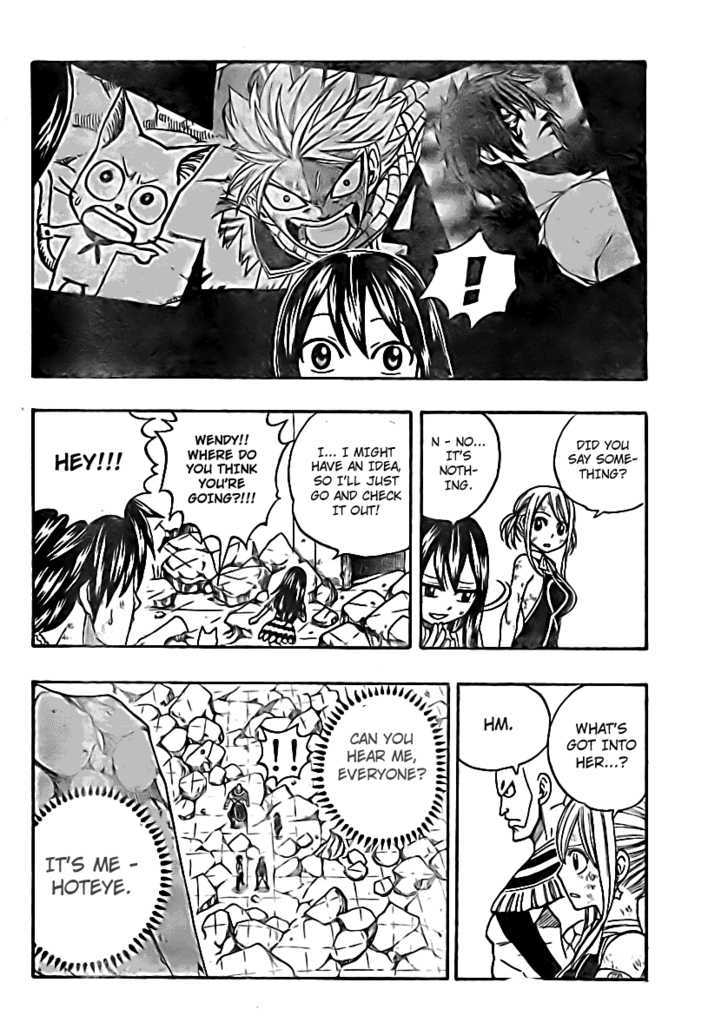 !
DID YOU
SAY SOME-
THING?
N - NO...
IT'S
NOTH-
ING.
I... I MIGHT
HAVE AN IDEA,
SO I'LL JUST
GO AND CHECK
IT OUT!
WENDY!!
WHERE DO
YOU THINK
YOU'RE
GOING?!!!
HEY!!!
WHAT'S
GOT INTO
HER...?
HM.
CAN YOU
HEAR ME,
EVERYONE?
!!
IT'S ME -
HOTEYE.